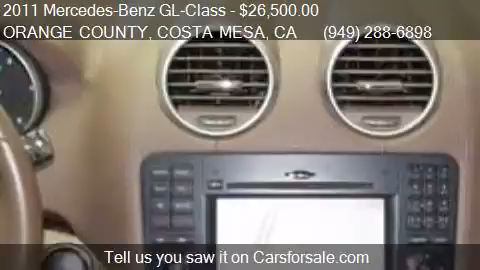 2011 Mercedes-Benz GL-Class - $26,500.00
ORANGE COUNTY, COSTA MESA, CA (949) 288-6898
Tell us you saw it on Carsforsale.com